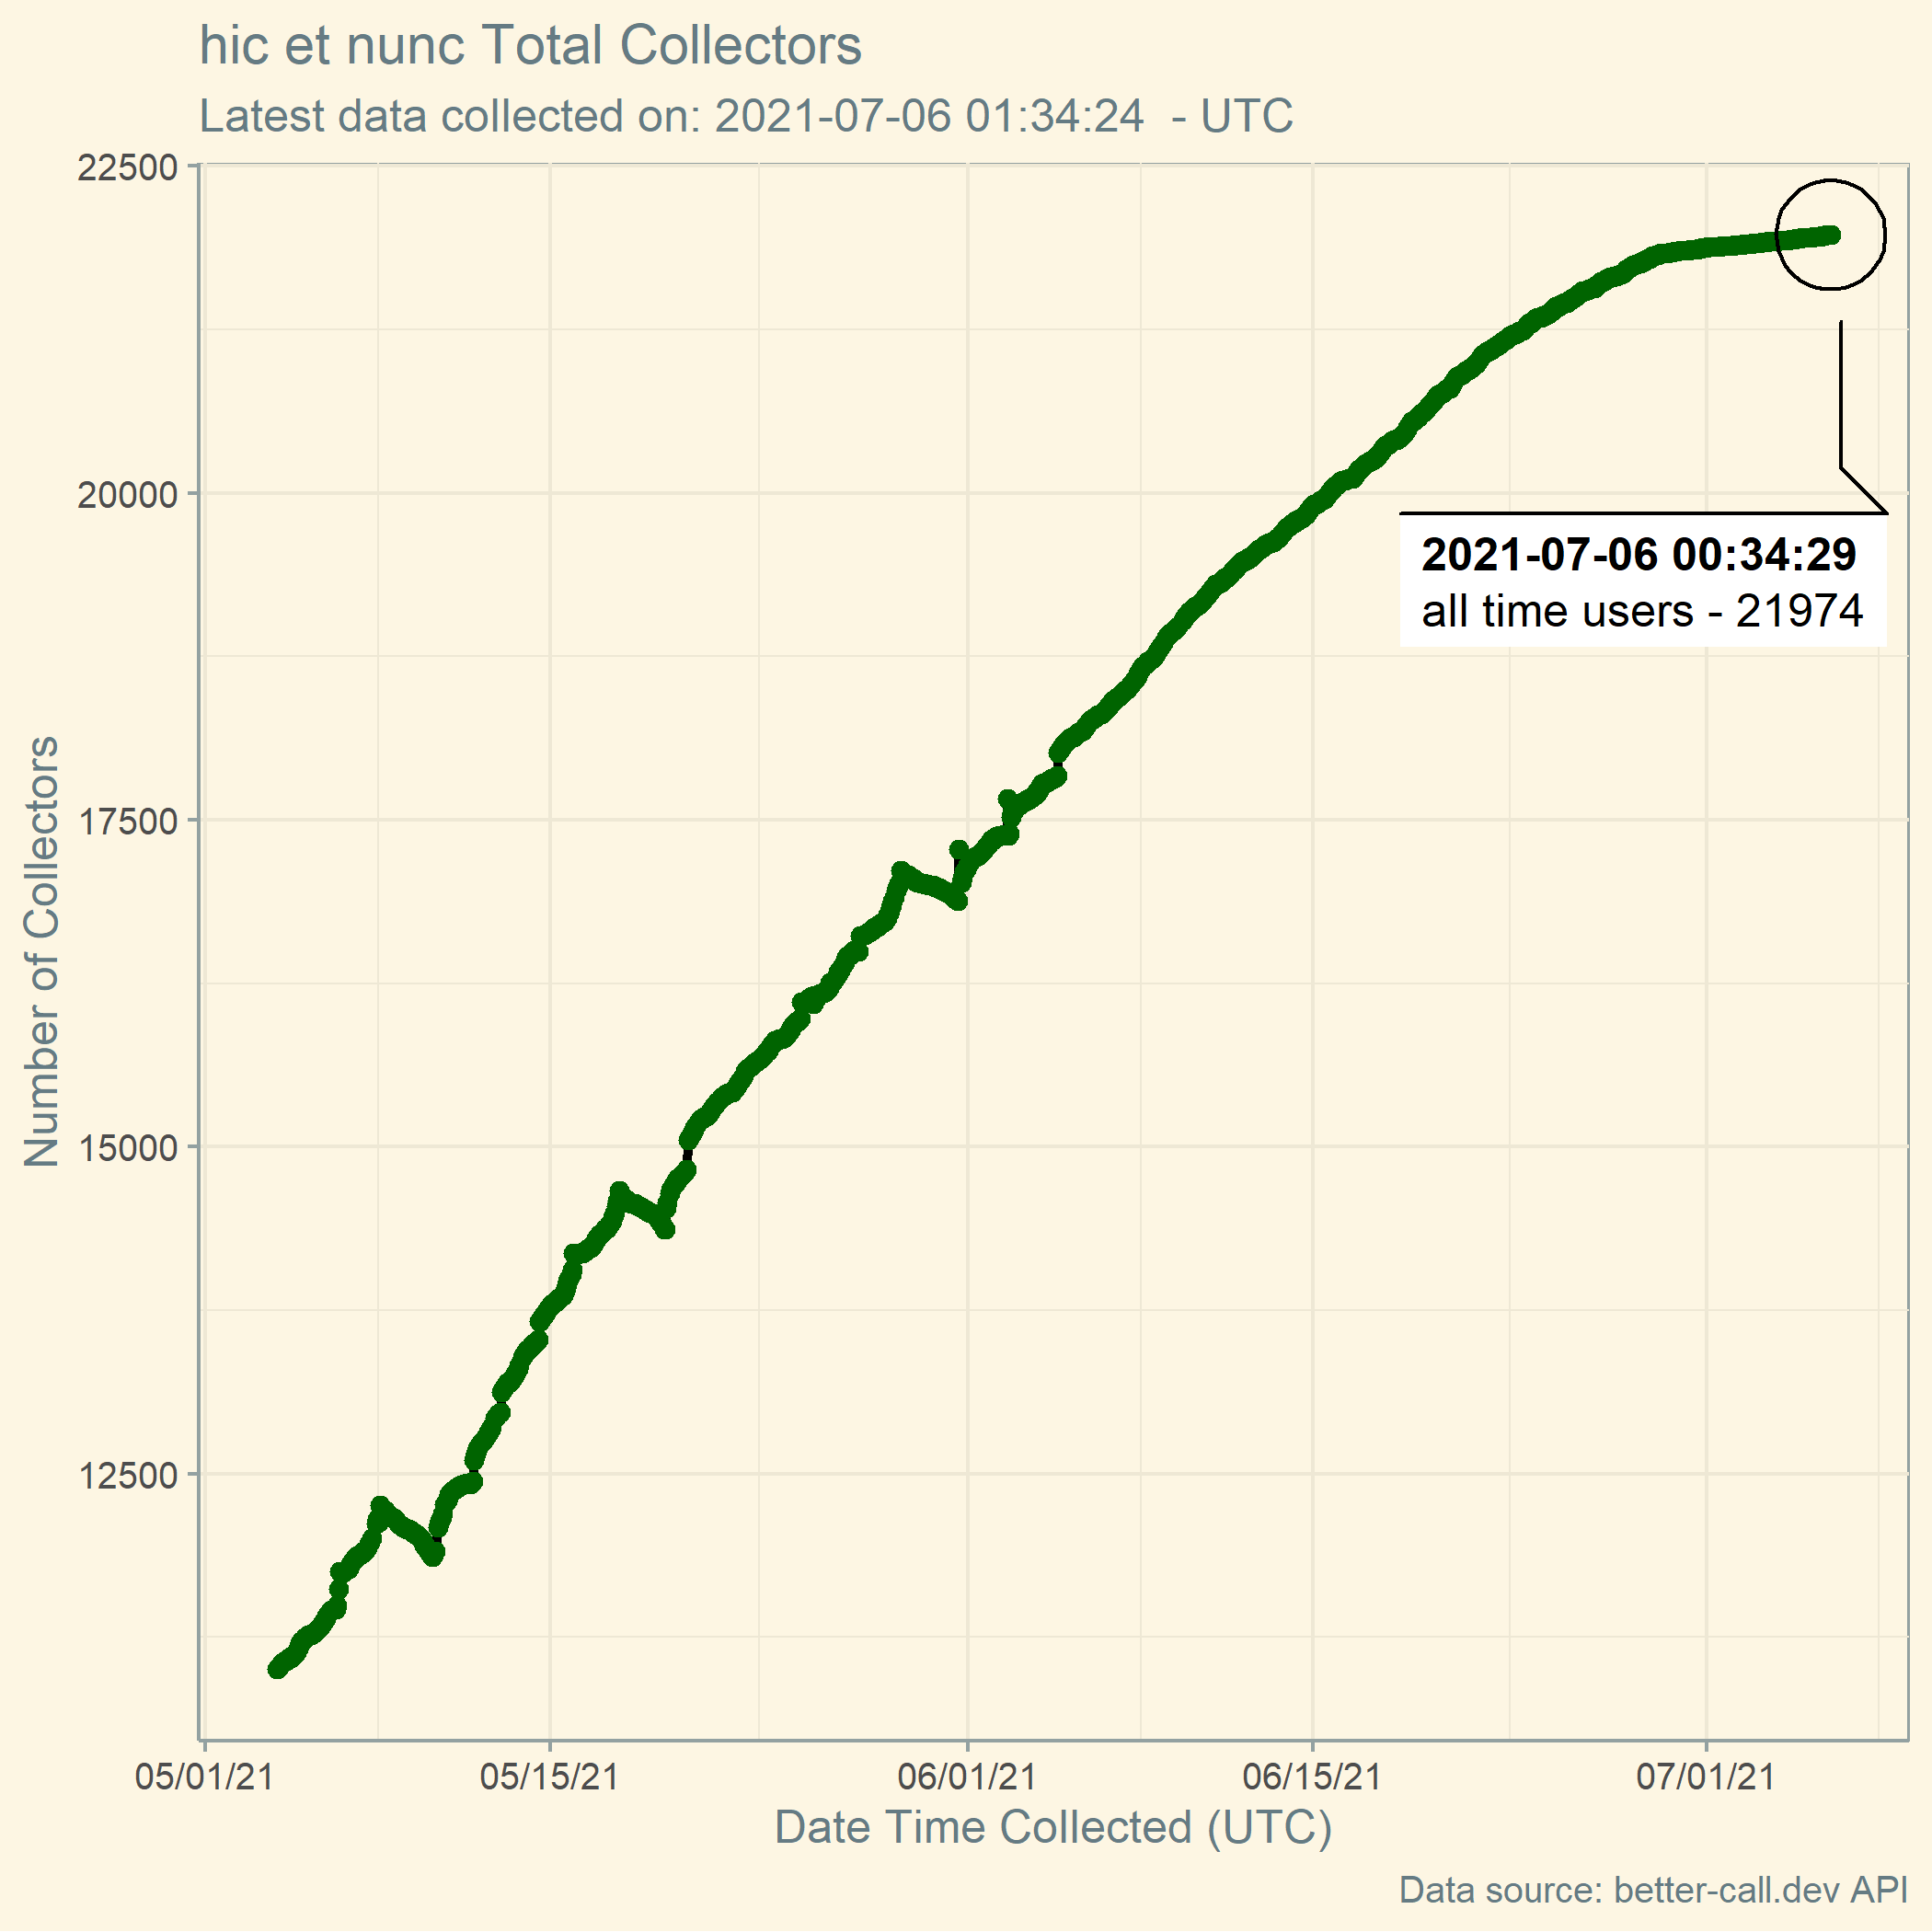 hic et nunc Total Collectors
Latest data collected on: 2021-07-06 01:34:24  - UTC
22500
20000
17500
15000
12500
Number of Collectors
2021-07-06 00:34:29
all time users - 21974
05/01/21
05/15/21
06/01/21
06/15/21
07/01/21
Date Time Collected (UTC)
Data source: better-call.dev API